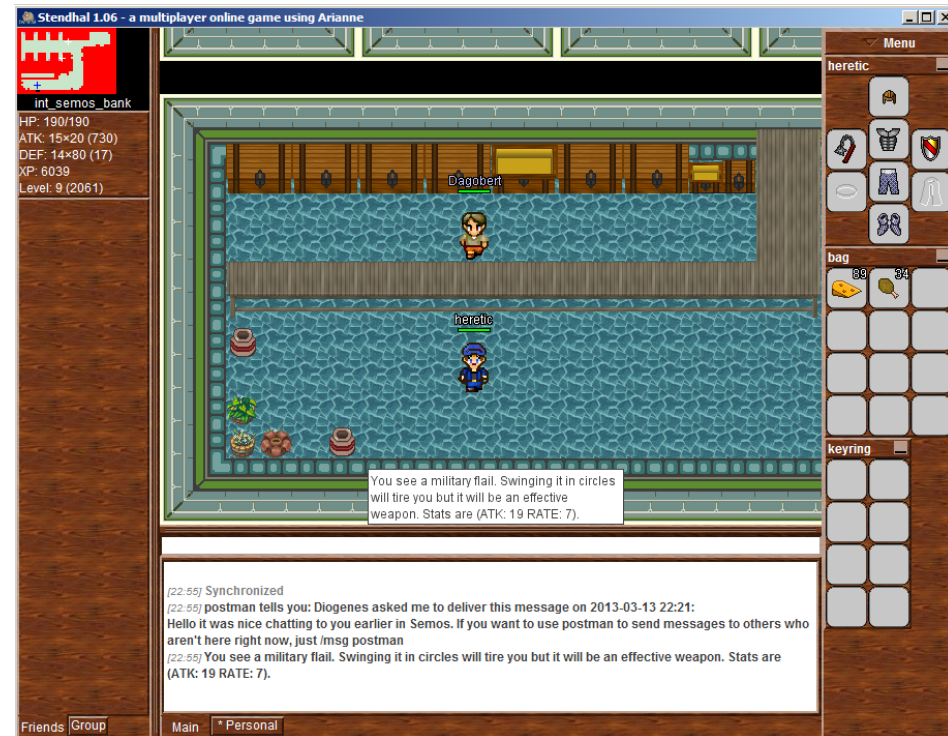 Stendhal 1.06 - a multiplayer online game using Arianne
int_semos_bank
HP: 190/190
ATK: 15×20 (730)
DEF: 14×80 (17)
XP: 6039
Level: 9 (2061)
Dagobert
heretic
You see a military flail. Swinging it in circles
will tire you but it will be an effective
weapon. Stats are (ATK: 19 RATE: 7).
Menu
heretic
bag
89
34
keyring
[22:55] Synchronized
[22:55] postman tells you: Diogenes asked me to deliver this message on 2013-03-13 22:21:
Hello it was nice chatting to you earlier in Semos. If you want to use postman to send messages to others who
aren't here right now, just /msg postman
[22:55] You see a military flail. Swinging it in circles will tire you but it will be an effective weapon. Stats are
(ATK: 19 RATE: 7).
Friends Group
Main * Personal